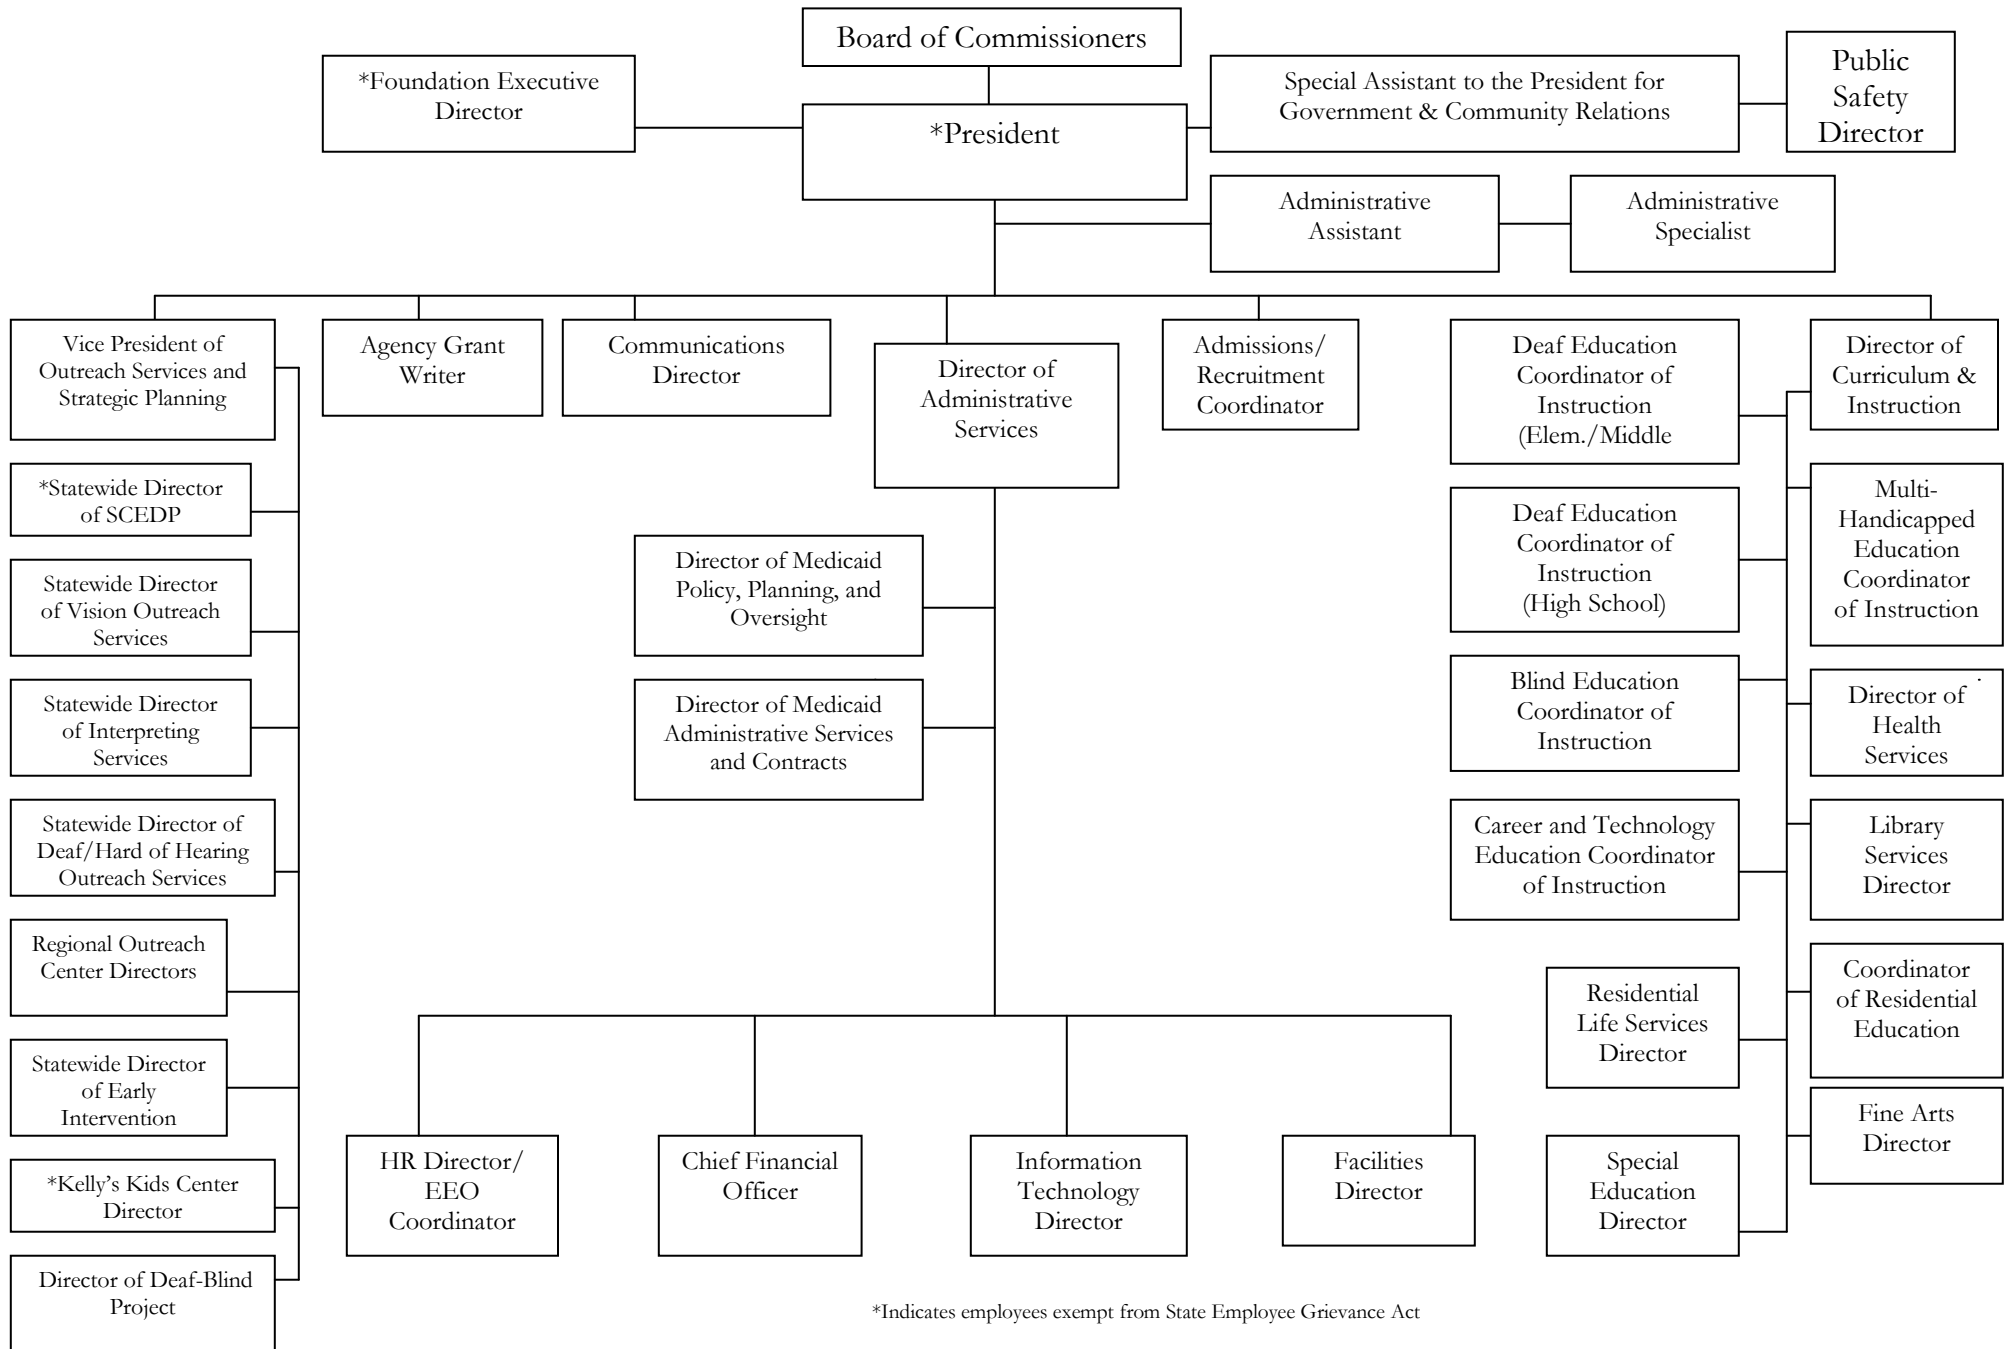 Board of Commissioners
*Foundation Executive
Director
*President
Special Assistant to the President for
Government & Community Relations
Public
Safety
Director
Administrative
Assistant
Administrative
Specialist
Vice President of
Outreach Services and
Strategic Planning
Agency Grant
Writer
Communications
Director
Director of
Administrative
Services
Admissions/
Recruitment
Coordinator
Deaf Education
Coordinator of
Instruction
(Elem./Middle
Director of
Curriculum &
Instruction
*Statewide Director
of SCEDP
Statewide Director
of Vision Outreach
Services
Statewide Director
of Interpreting
Services
Statewide Director of
Deaf/Hard of Hearing
Outreach Services
Regional Outreach
Center Directors
Statewide Director
of Early
Intervention
*Kelly's Kids Center
Director
Director of Deaf-Blind
Project
Director of Medicaid
Policy, Planning, and
Oversight
Director of Medicaid
Administrative Services
and Contracts
HR Director/
EEO
Coordinator
Chief Financial
Officer
Information
Technology
Director
Facilities
Director
Deaf Education
Coordinator of
Instruction
(High School)
Multi-
Handicapped
Education
Coordinator
of Instruction
Blind Education
Coordinator of
Instruction
Director of
Health
Services
Career and Technology
Education Coordinator
of Instruction
Library
Services
Director
Residential
Life Services
Director
Coordinator
of Residential
Education
Special
Education
Director
Fine Arts
Director
*Indicates employees exempt from State Employee Grievance Act